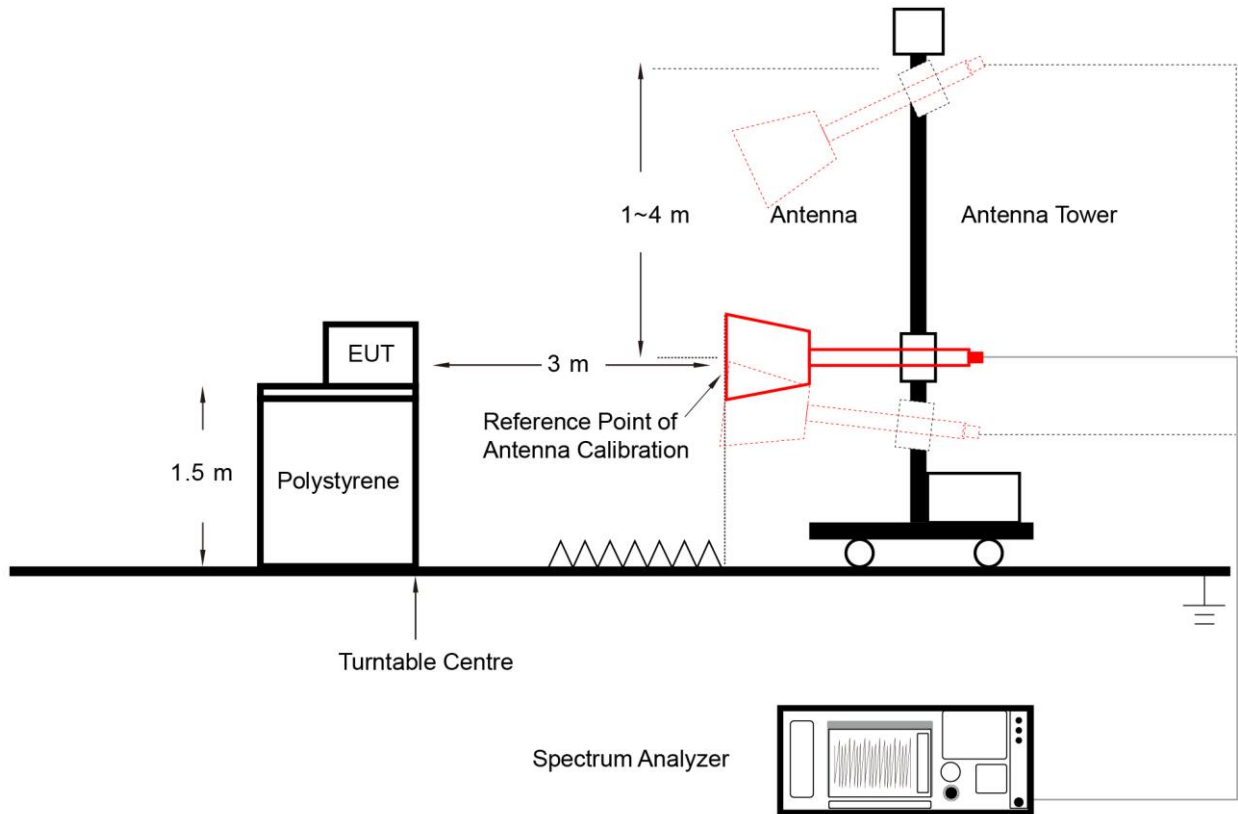 1~4 m
Antenna
Antenna Tower
EUT
3 m
Reference Point of
Antenna Calibration
1.5 m
Polystyrene
Turntable Centre
Spectrum Analyzer